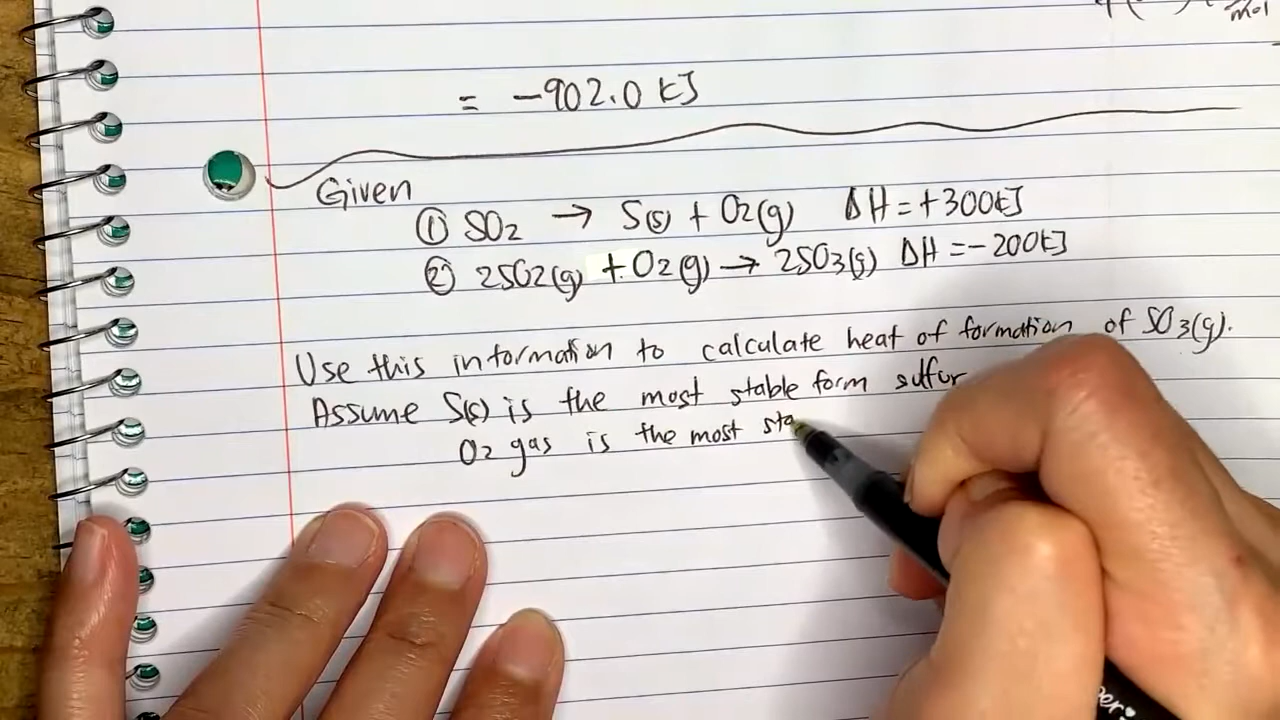 mol
= -902.0 kJ
Given
① SO2 → S(s) + O2(g) ΔH = +300kJ
② 2SO2(g) + O2(g) → 2SO3(g) ΔH = -200kJ
Use this information to calculate heat of formation of SO3(g).
Assume S(s) is the most stable form sulfur
O2 gas is the most sta